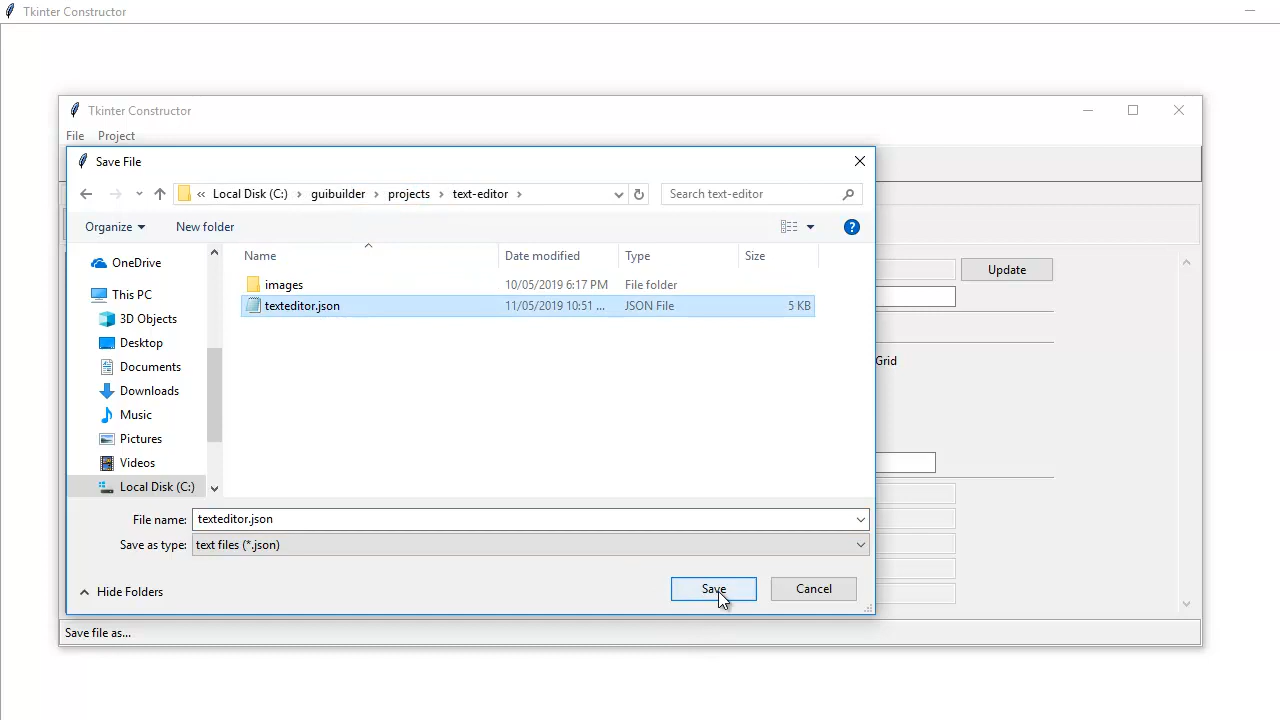 Tkinter Constructor
Tkinter Constructor
File Project
Save File
« Local Disk (C:) › guibuilder › projects › text-editor ›
Search text-editor
Organize New folder
?
Name Date modified Type Size
images 10/05/2019 6:17 PM File folder
texteditor.json 11/05/2019 10:51 ... JSON File 5 KB
OneDrive
This PC
3D Objects
Desktop
Documents
Downloads
Music
Pictures
Videos
Local Disk (C:)
Update
Grid
File name: texteditor.json
Save as type: text files (*.json)
Hide Folders
Save Cancel
Save file as...